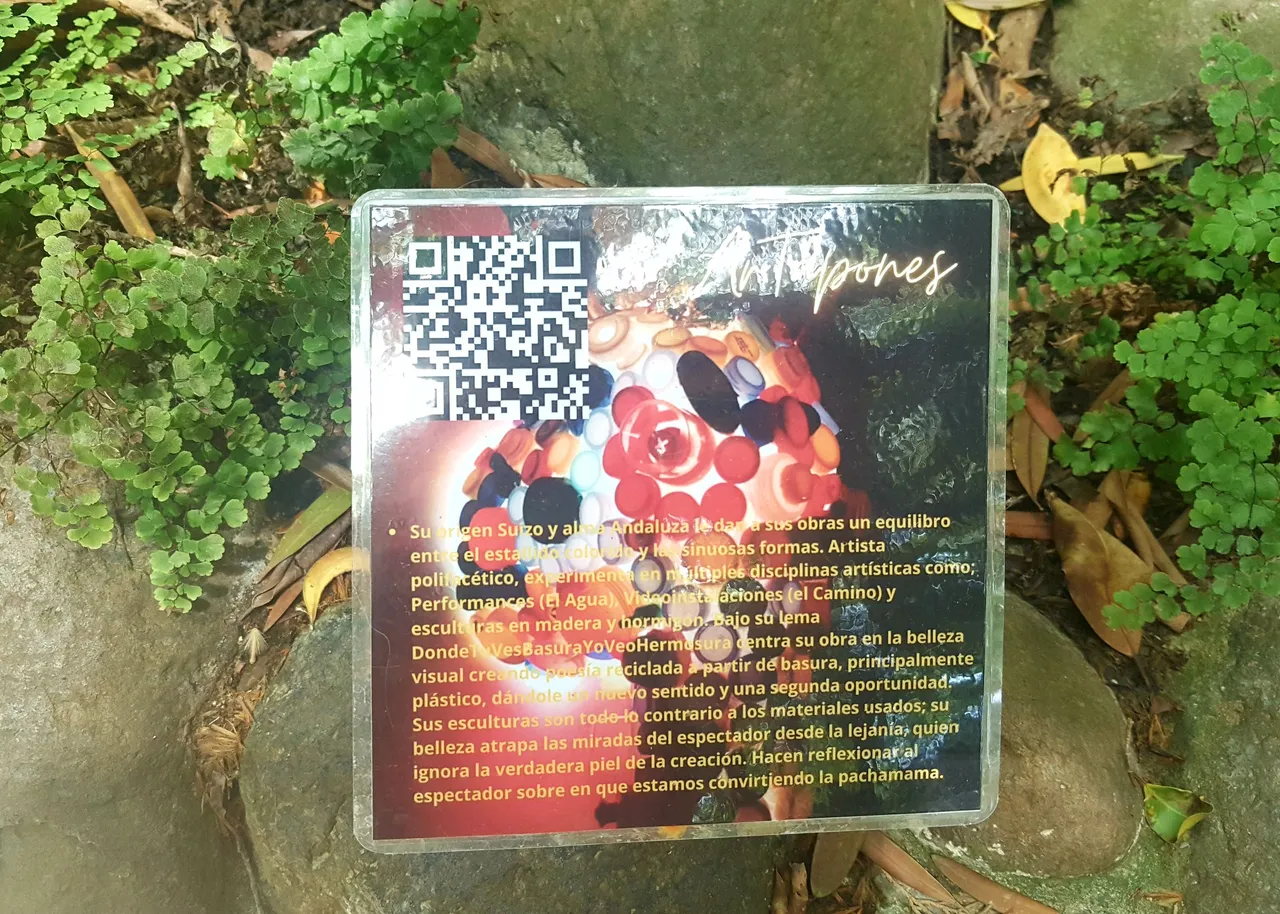 ArTapones
Su origen Suizo y alma Andaluza le dan a sus obras un equilibro
entre el estallido colorido y las sinuosas formas. Artista
polifacético, experimenta en múltiples disciplinas artísticas como;
Performances (El Agua), Videoinstalaciones (el Camino) y
esculturas en madera y hormigón. Bajo su lema
DondeTuVesBasuraYoVeoHermosura centra su obra en la belleza
visual creando poesía reciclada a partir de basura, principalmente
plástico, dándole un nuevo sentido y una segunda oportunidad.
Sus esculturas son todo lo contrario a los materiales usados; su
belleza atrapa las miradas del espectador desde la lejanía, quien
ignora la verdadera piel de la creación. Hacen reflexionar al
espectador sobre en que estamos convirtiendo la pachamama.